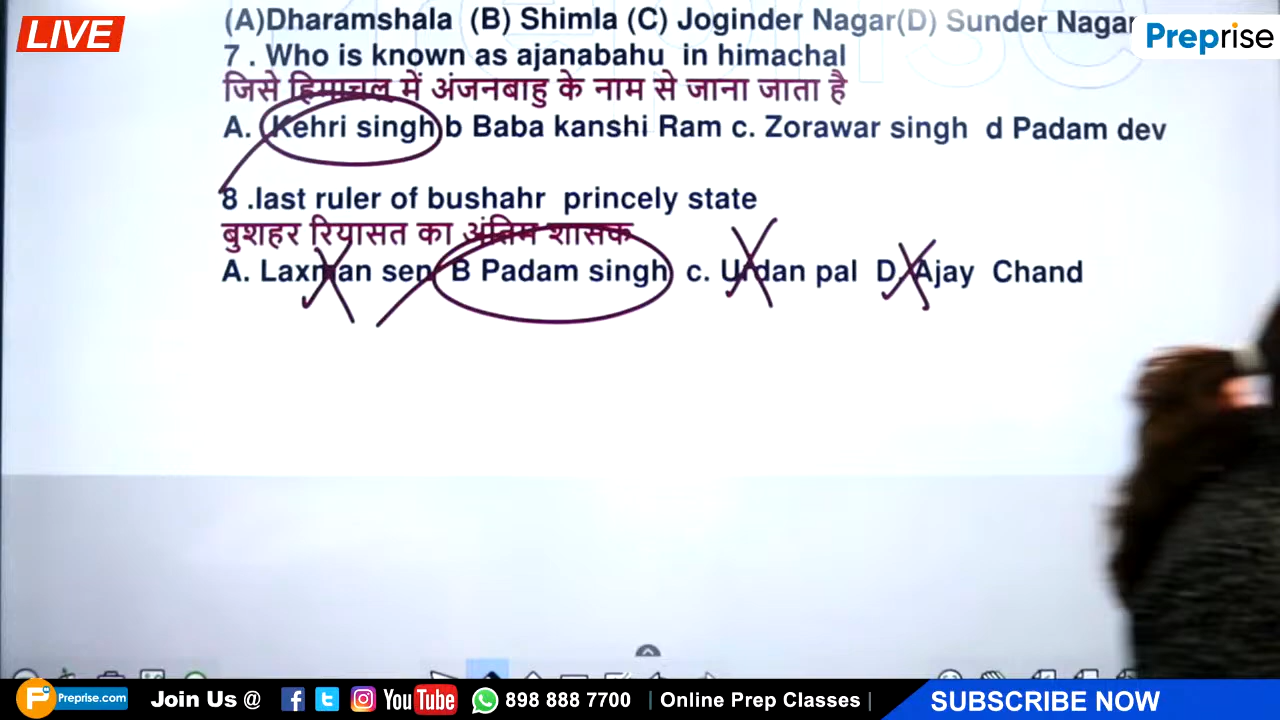 LIVE
(A)Dharamshala (B) Shimla (C) Joginder Nagar(D) Sunder Nagar
Preprise
7 . Who is known as ajanabahu in himachal
जिसे हिमाचल में अंजनबाहु के नाम से जाना जाता है
A. Kehri singh b Baba kanshi Ram c. Zorawar singh d Padam dev
8 .last ruler of bushahr princely state
बुशहर रियासत का अंतिम शासक
A. Laxman sen B Padam singh c. Urdan pal D. Ajay Chand
Preprise.com Join Us @ You Tube 898 888 7700 | Online Prep Classes | SUBSCRIBE NOW